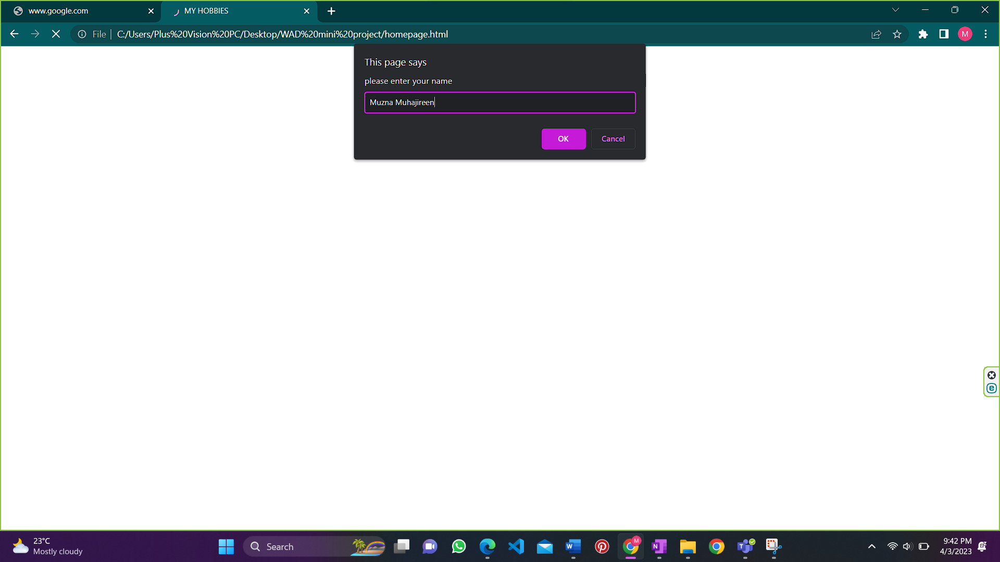 www.google.com
MY HOBBIES
File
C:/Users/Plus%20Vision%20PC/Desktop/WAD%20mini%20project/homepage.html
M
This page says
please enter your name
Muzna Muhajireen
OK
Cancel
23°C
Mostly cloudy
Search
9:42 PM
4/3/2023